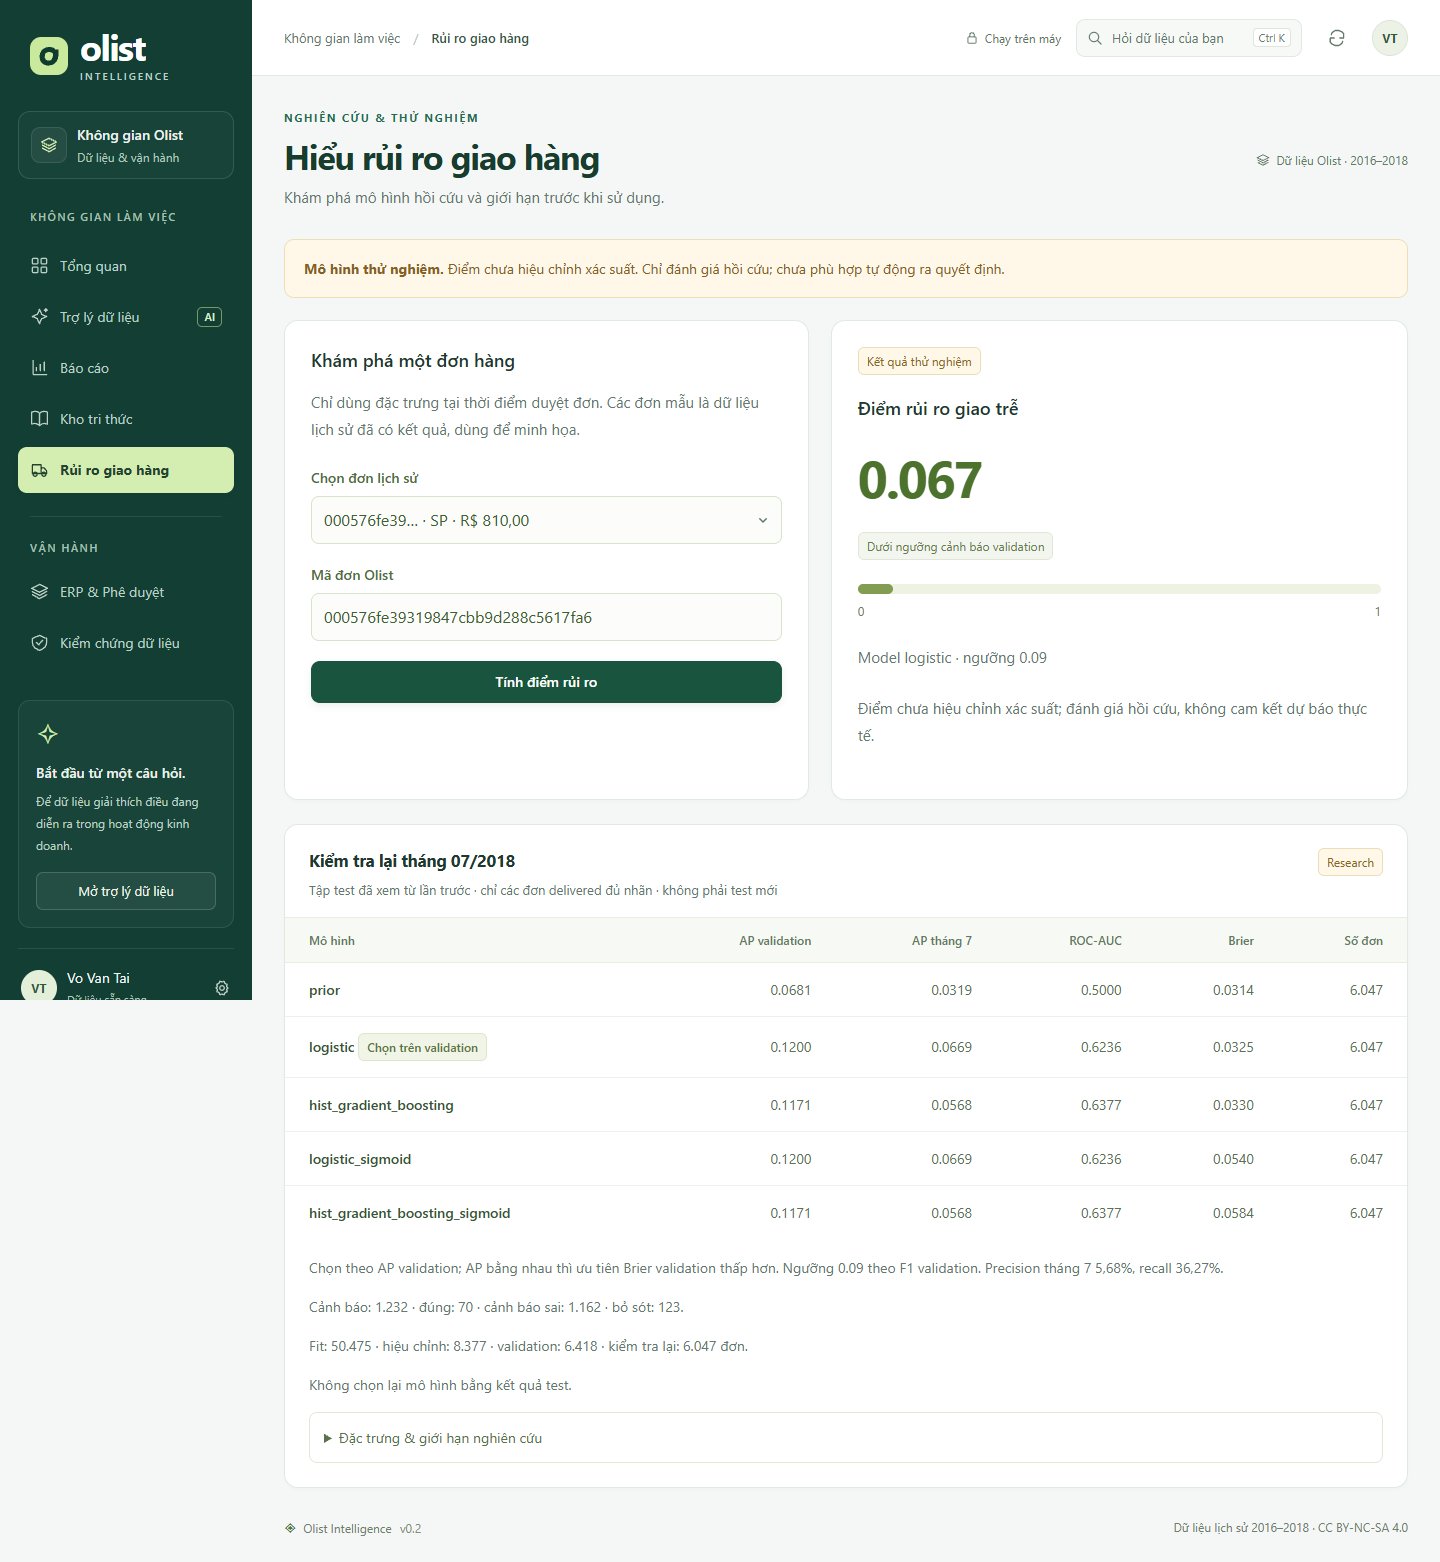 olist
INTELLIGENCE
Không gian Olist
Dữ liệu & vận hành
KHÔNG GIAN LÀM VIỆC
Tổng quan
Trợ lý dữ liệu
AI
Báo cáo
Kho tri thức
Rủi ro giao hàng
VẬN HÀNH
ERP & Phê duyệt
Kiểm chứng dữ liệu
Bắt đầu từ một câu hỏi.
Để dữ liệu giải thích điều đang
diễn ra trong hoạt động kinh
doanh.
Mở trợ lý dữ liệu
VT
Vo Van Tai
Dữ liệu sẵn sàng
Không gian làm việc / Rủi ro giao hàng
Chạy trên máy
Hỏi dữ liệu của bạn
Ctrl K
VT
NGHIÊN CỨU & THỬ NGHIỆM
Hiểu rủi ro giao hàng
Khám phá mô hình hồi cứu và giới hạn trước khi sử dụng.
Dữ liệu Olist · 2016–2018
Mô hình thử nghiệm. Điểm chưa hiệu chỉnh xác suất. Chỉ đánh giá hồi cứu; chưa phù hợp tự động ra quyết định.
Khám phá một đơn hàng
Chỉ dùng đặc trưng tại thời điểm duyệt đơn. Các đơn mẫu là dữ liệu
lịch sử đã có kết quả, dùng để minh họa.
Chọn đơn lịch sử
000576fe39... · SP · R$ 810,00
Mã đơn Olist
000576fe39319847cbb9d288c5617fa6
Tính điểm rủi ro
Kết quả thử nghiệm
Điểm rủi ro giao trễ
0.067
Dưới ngưỡng cảnh báo validation
0 1
Model logistic · ngưỡng 0.09
Điểm chưa hiệu chỉnh xác suất; đánh giá hồi cứu, không cam kết dự báo thực
tế.
Kiểm tra lại tháng 07/2018
Tập test đã xem từ lần trước · chỉ các đơn delivered đủ nhãn · không phải test mới
Research
Mô hình AP validation AP tháng 7 ROC-AUC Brier Số đơn
prior 0.0681 0.0319 0.5000 0.0314 6.047
logistic Chọn trên validation 0.1200 0.0669 0.6236 0.0325 6.047
hist_gradient_boosting 0.1171 0.0568 0.6377 0.0330 6.047
logistic_sigmoid 0.1200 0.0669 0.6236 0.0540 6.047
hist_gradient_boosting_sigmoid 0.1171 0.0568 0.6377 0.0584 6.047
Chọn theo AP validation; AP bằng nhau thì ưu tiên Brier validation thấp hơn. Ngưỡng 0.09 theo F1 validation. Precision tháng 7 5,68%, recall 36,27%.
Cảnh báo: 1.232 · đúng: 70 · cảnh báo sai: 1.162 · bỏ sót: 123.
Fit: 50.475 · hiệu chỉnh: 8.377 · validation: 6.418 · kiểm tra lại: 6.047 đơn.
Không chọn lại mô hình bằng kết quả test.
Đặc trưng & giới hạn nghiên cứu
Olist Intelligence v0.2
Dữ liệu lịch sử 2016–2018 · CC BY-NC-SA 4.0